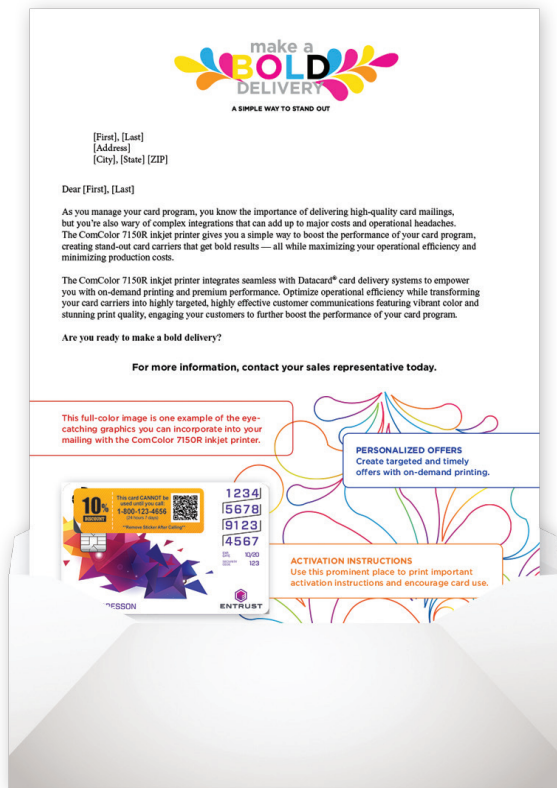 make a
BOLD
DELIVERY
A SIMPLE WAY TO STAND OUT
[First], [Last]
[Address]
[City], [State] [ZIP]
Dear [First], [Last]
As you manage your card program, you know the importance of delivering high-quality card mailings,
but you’re also wary of complex integrations that can add up to major costs and operational headaches.
The ComColor 7150R inkjet printer gives you a simple way to boost the performance of your card program,
creating stand-out card carriers that get bold results — all while maximizing your operational efficiency and
minimizing production costs.
The ComColor 7150R inkjet printer integrates seamless with Datacard® card delivery systems to empower
you with on-demand printing and premium performance. Optimize operational efficiency while transforming
your card carriers into highly targeted, highly effective customer communications featuring vibrant color and
stunning print quality, engaging your customers to further boost the performance of your card program.
Are you ready to make a bold delivery?
For more information, contact your sales representative today.
This full-color image is one example of the eye-
catching graphics you can incorporate into your
mailing with the ComColor 7150R inkjet printer.
PERSONALIZED OFFERS
Create targeted and timely
offers with on-demand printing.
10%
DISCOUNT
This card CANNOT be
used until you call:
1-800-123-4656
(24 hours 7 days)
**Remove Sticker After Calling**
1234
5678
9123
4567
10/20
123
ENTRUST
ACTIVATION INSTRUCTIONS
Use this prominent place to print important
activation instructions and encourage card use.